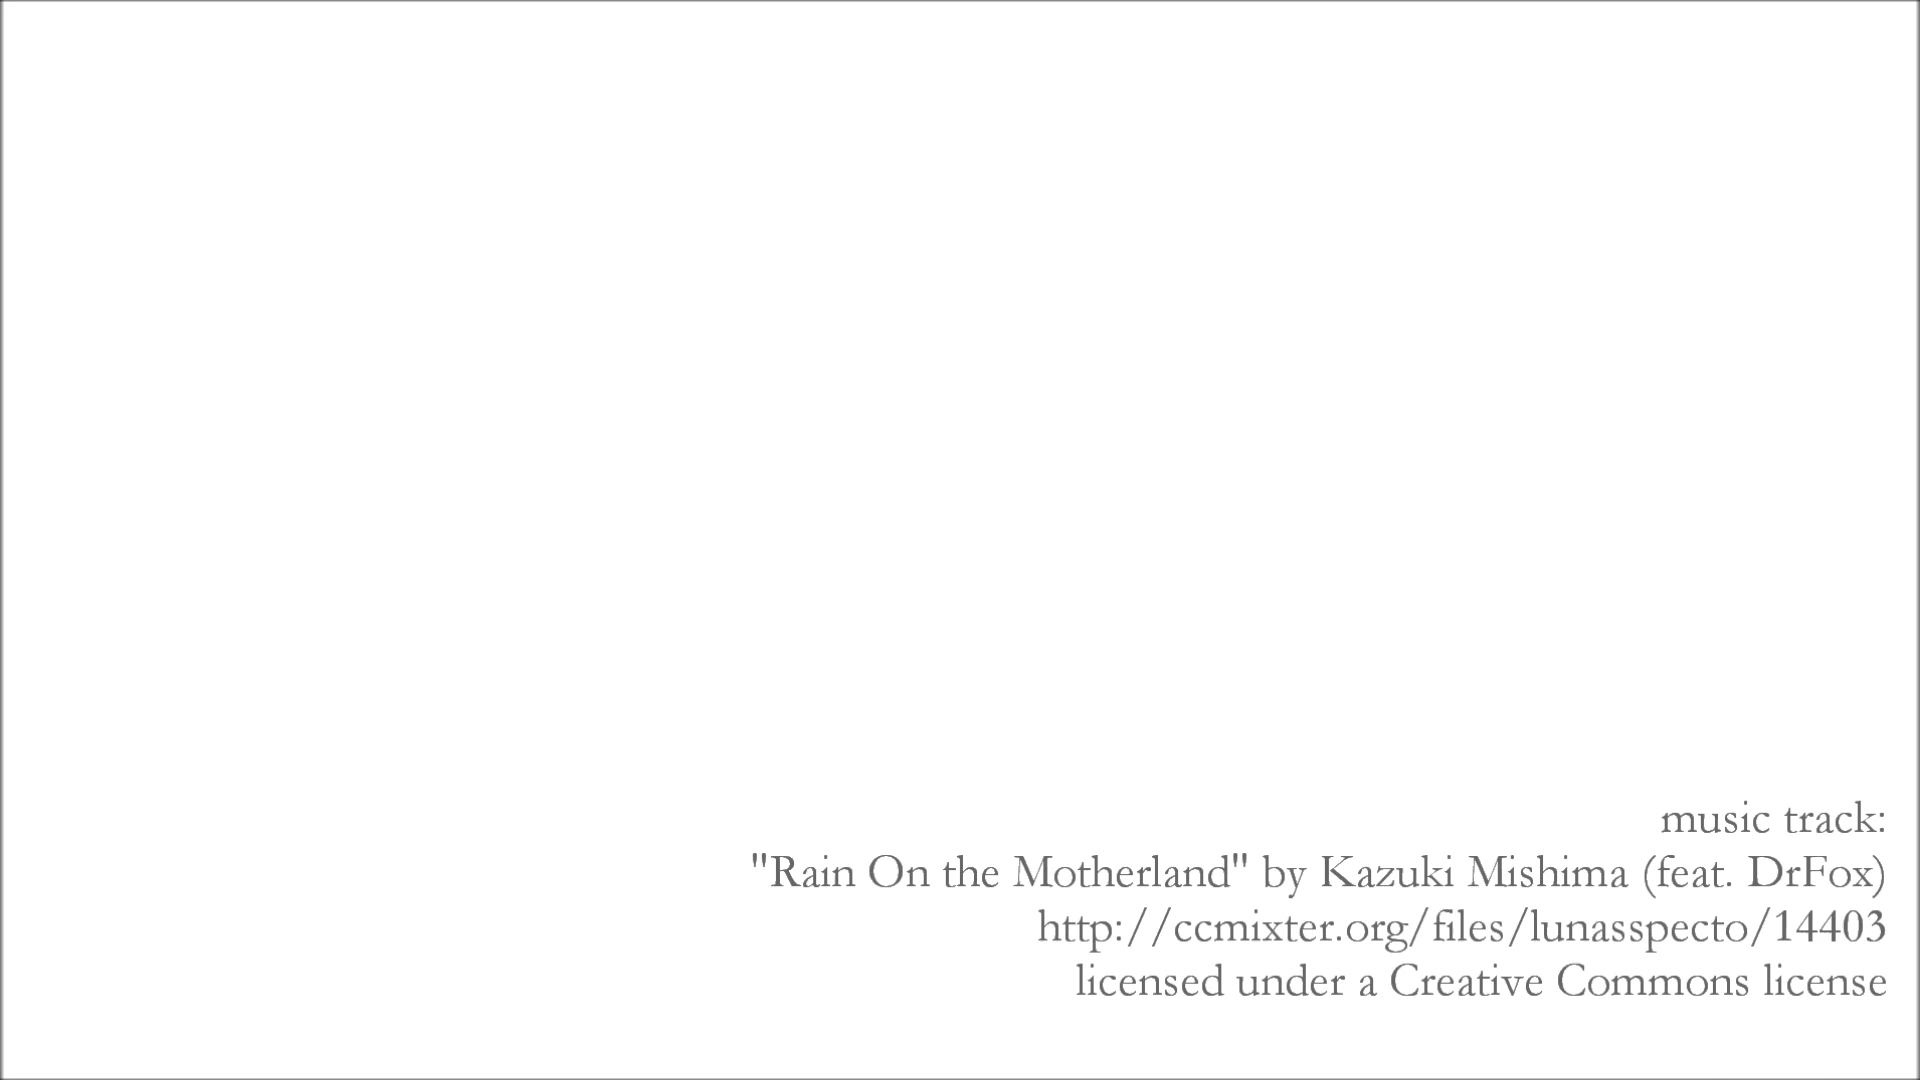 music track:
"Rain On the Motherland" by Kazuki Mishima (feat. DrFox)
http://ccmixter.org/files/lunasspecto/14403
licensed under a Creative Commons license